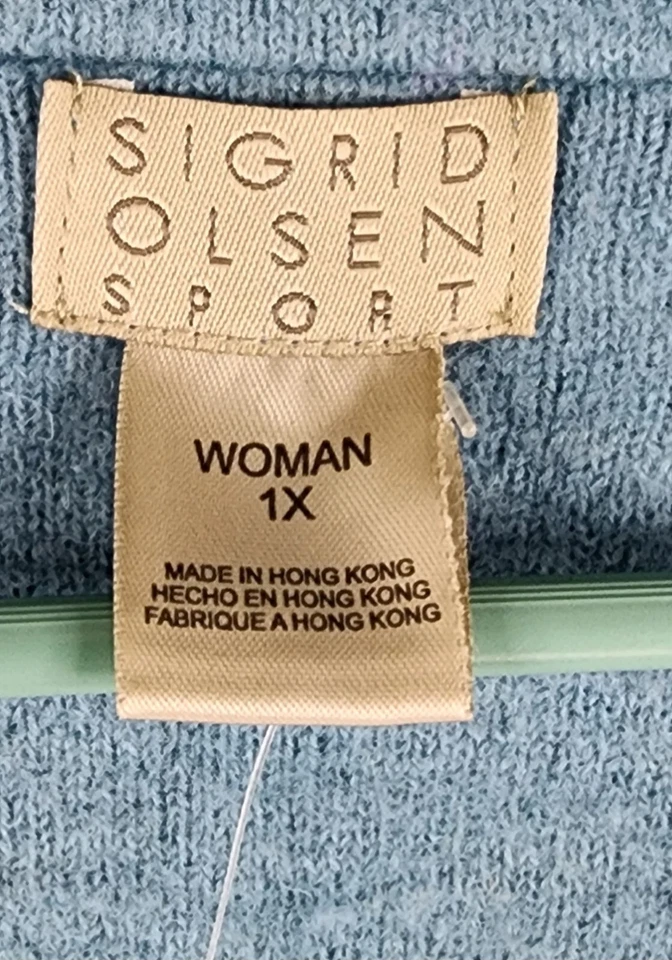 SIGRID
OLSEN
SPORT
WOMAN
1X
MADE IN HONG KONG
HECHO EN HONG KONG
FABRIQUE A HONG KONG